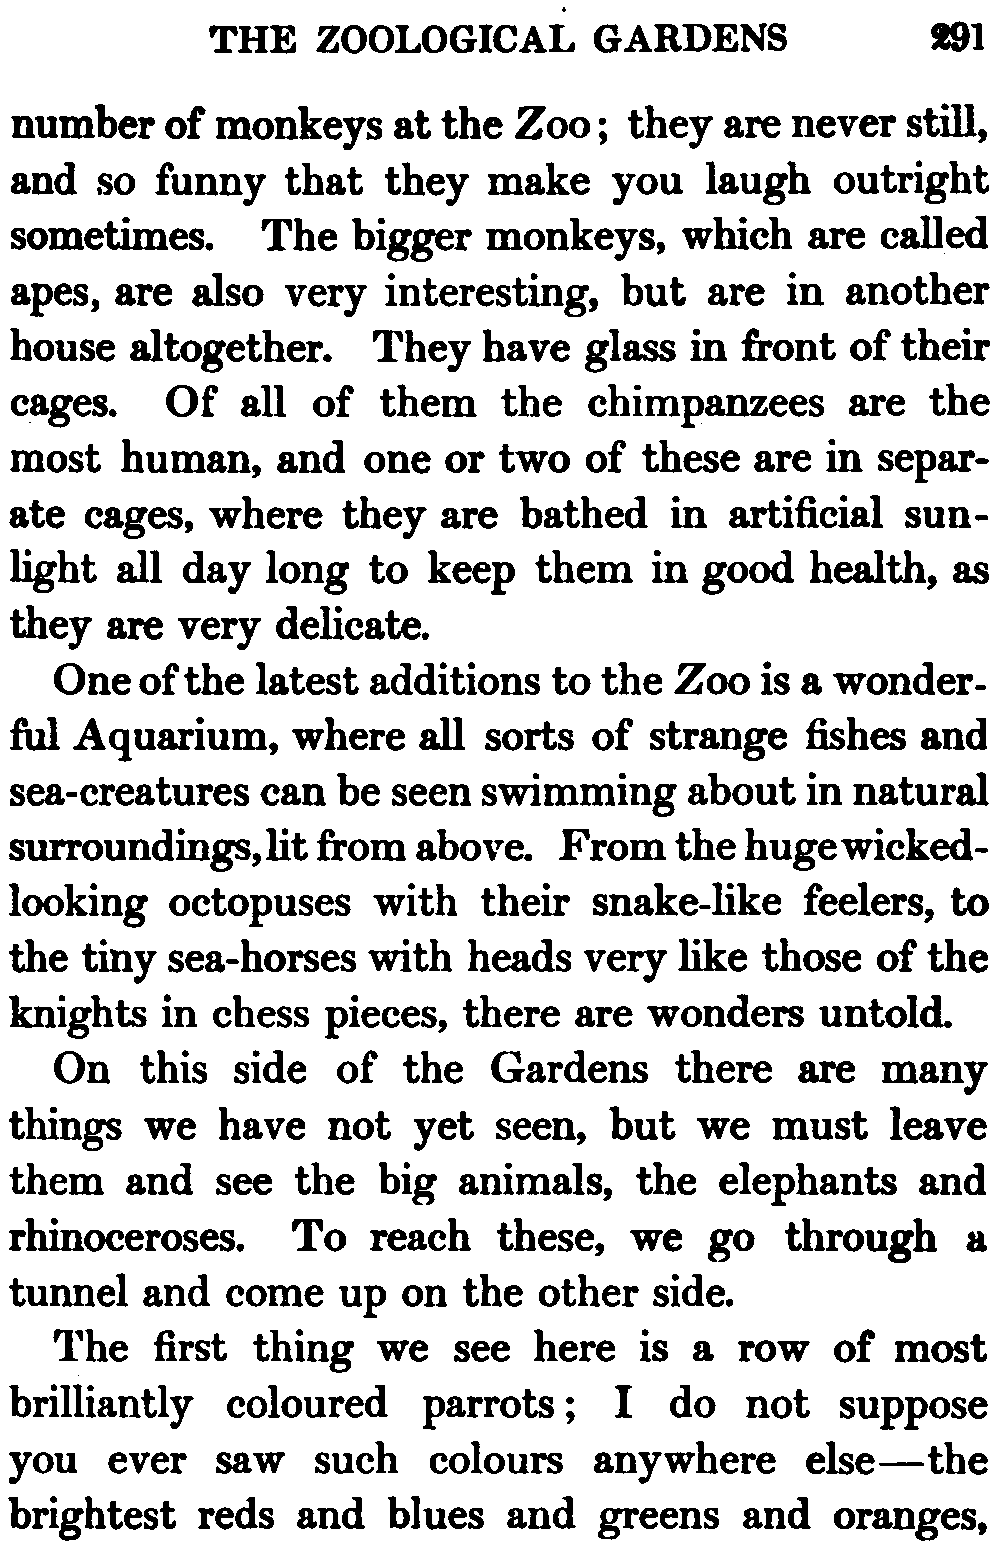 THE ZOOLOGICAL GARDENS 291
number of monkeys at the Zoo; they are never still,
and so funny that they make you laugh outright
sometimes. The bigger monkeys, which are called
apes, are also very interesting, but are in another
house altogether. They have glass in front of their
cages. Of all of them the chimpanzees are the
most human, and one or two of these are in separ-
ate cages, where they are bathed in artificial sun-
light all day long to keep them in good health, as
they are very delicate.
One of the latest additions to the Zoo is a wonder-
ful Aquarium, where all sorts of strange fishes and
sea-creatures can be seen swimming about in natural
surroundings, lit from above. From the huge wicked-
looking octopuses with their snake-like feelers, to
the tiny sea-horses with heads very like those of the
knights in chess pieces, there are wonders untold.
On this side of the Gardens there are many
things we have not yet seen, but we must leave
them and see the big animals, the elephants and
rhinoceroses. To reach these, we go through a
tunnel and come up on the other side.
The first thing we see here is a row of most
brilliantly coloured parrots; I do not suppose
you ever saw such colours anywhere else—the
brightest reds and blues and greens and oranges,